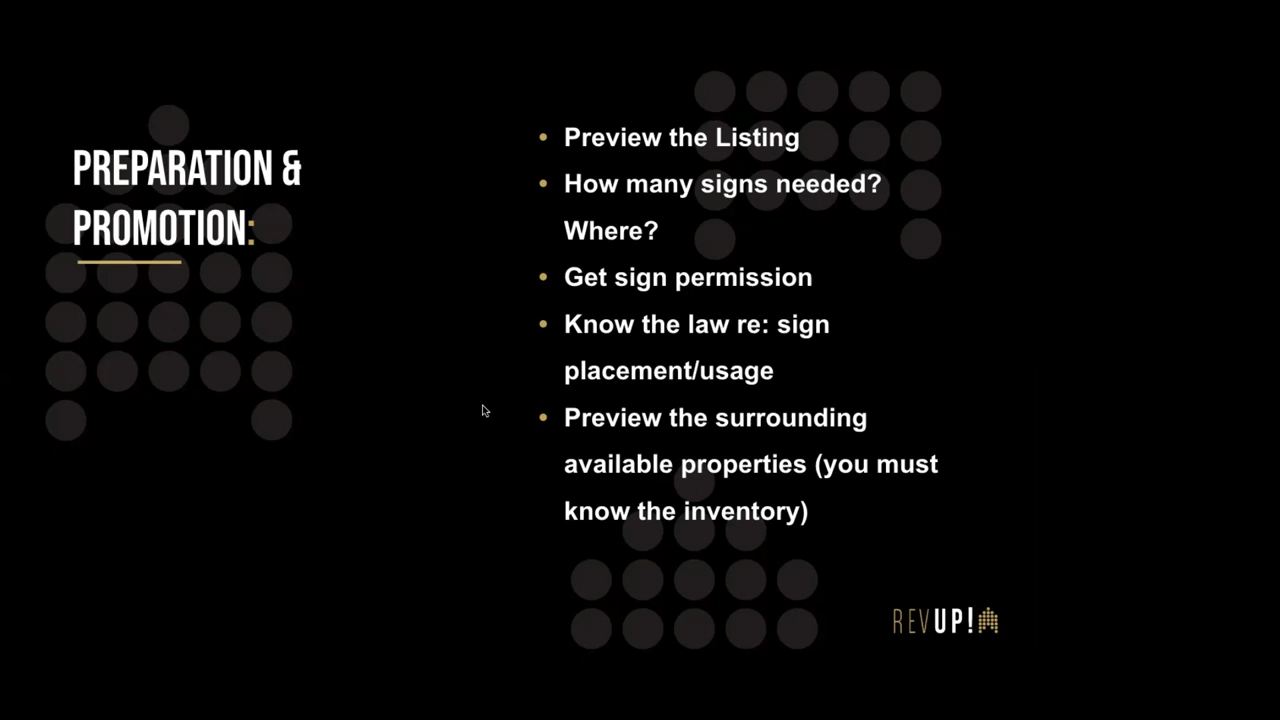 PREPARATION &
PROMOTION:
• Preview the Listing
• How many signs needed?
Where?
• Get sign permission
• Know the law re: sign
placement/usage
• Preview the surrounding
available properties (you must
know the inventory)
REVUP!